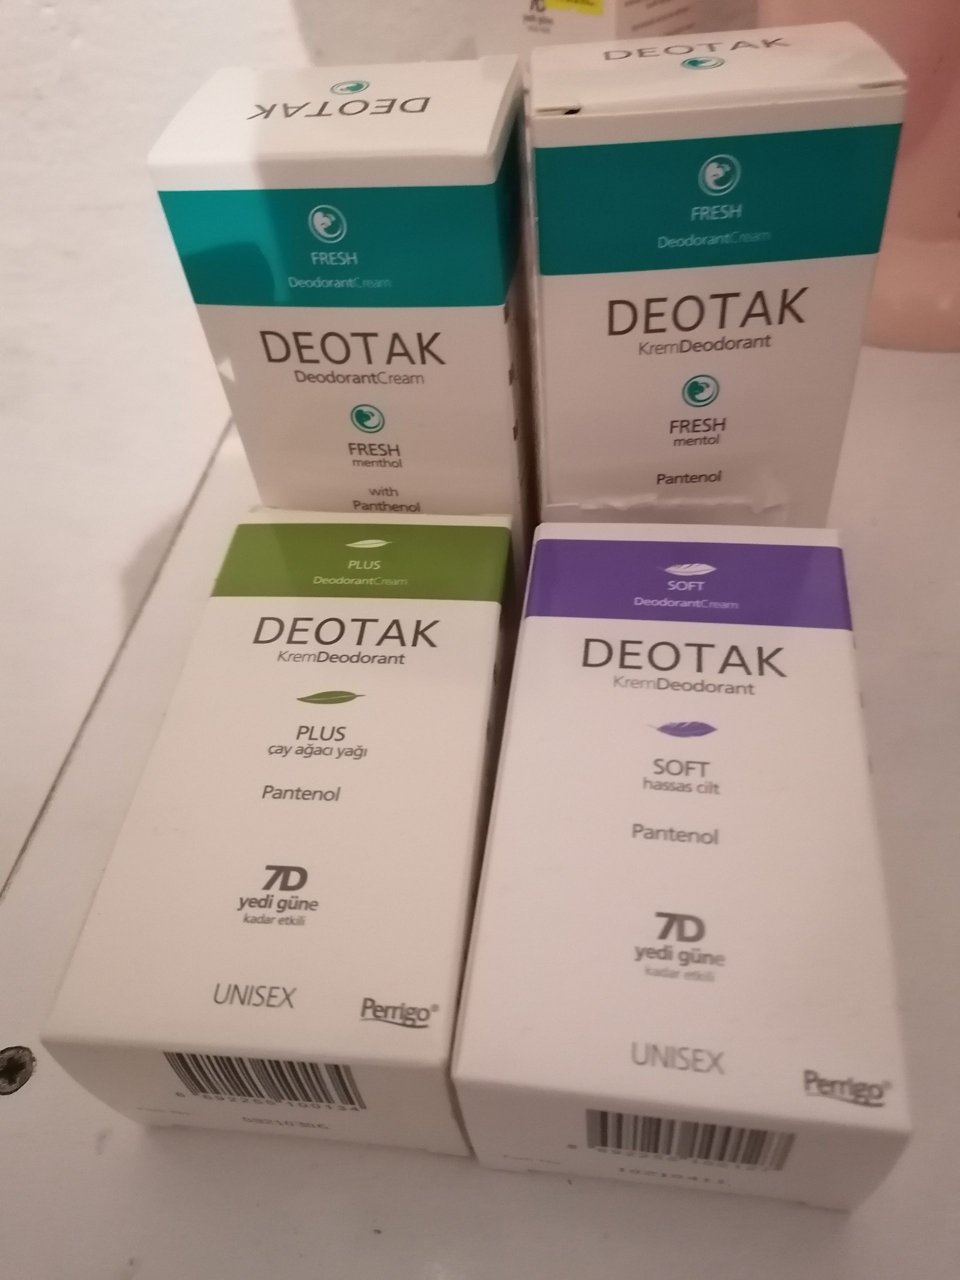 DEOTAK
FRESH
DeodorantCream
DEOTAK
DeodorantCream
FRESH
menthol
with
Panthenol
DEOTAK
FRESH
DeodorantCream
DEOTAK
KremDeodorant
FRESH
mentol
Pantenol
PLUS
DeodorantCream
DEOTAK
KremDeodorant
PLUS
çay ağacı yağı
Pantenol
7D
yedi güne
kadar etkili
UNISEX
Perrigo®
SOFT
DeodorantCream
DEOTAK
KremDeodorant
SOFT
hassas cilt
Pantenol
7D
yedi güne
kadar etkili
UNISEX
Perrigo®